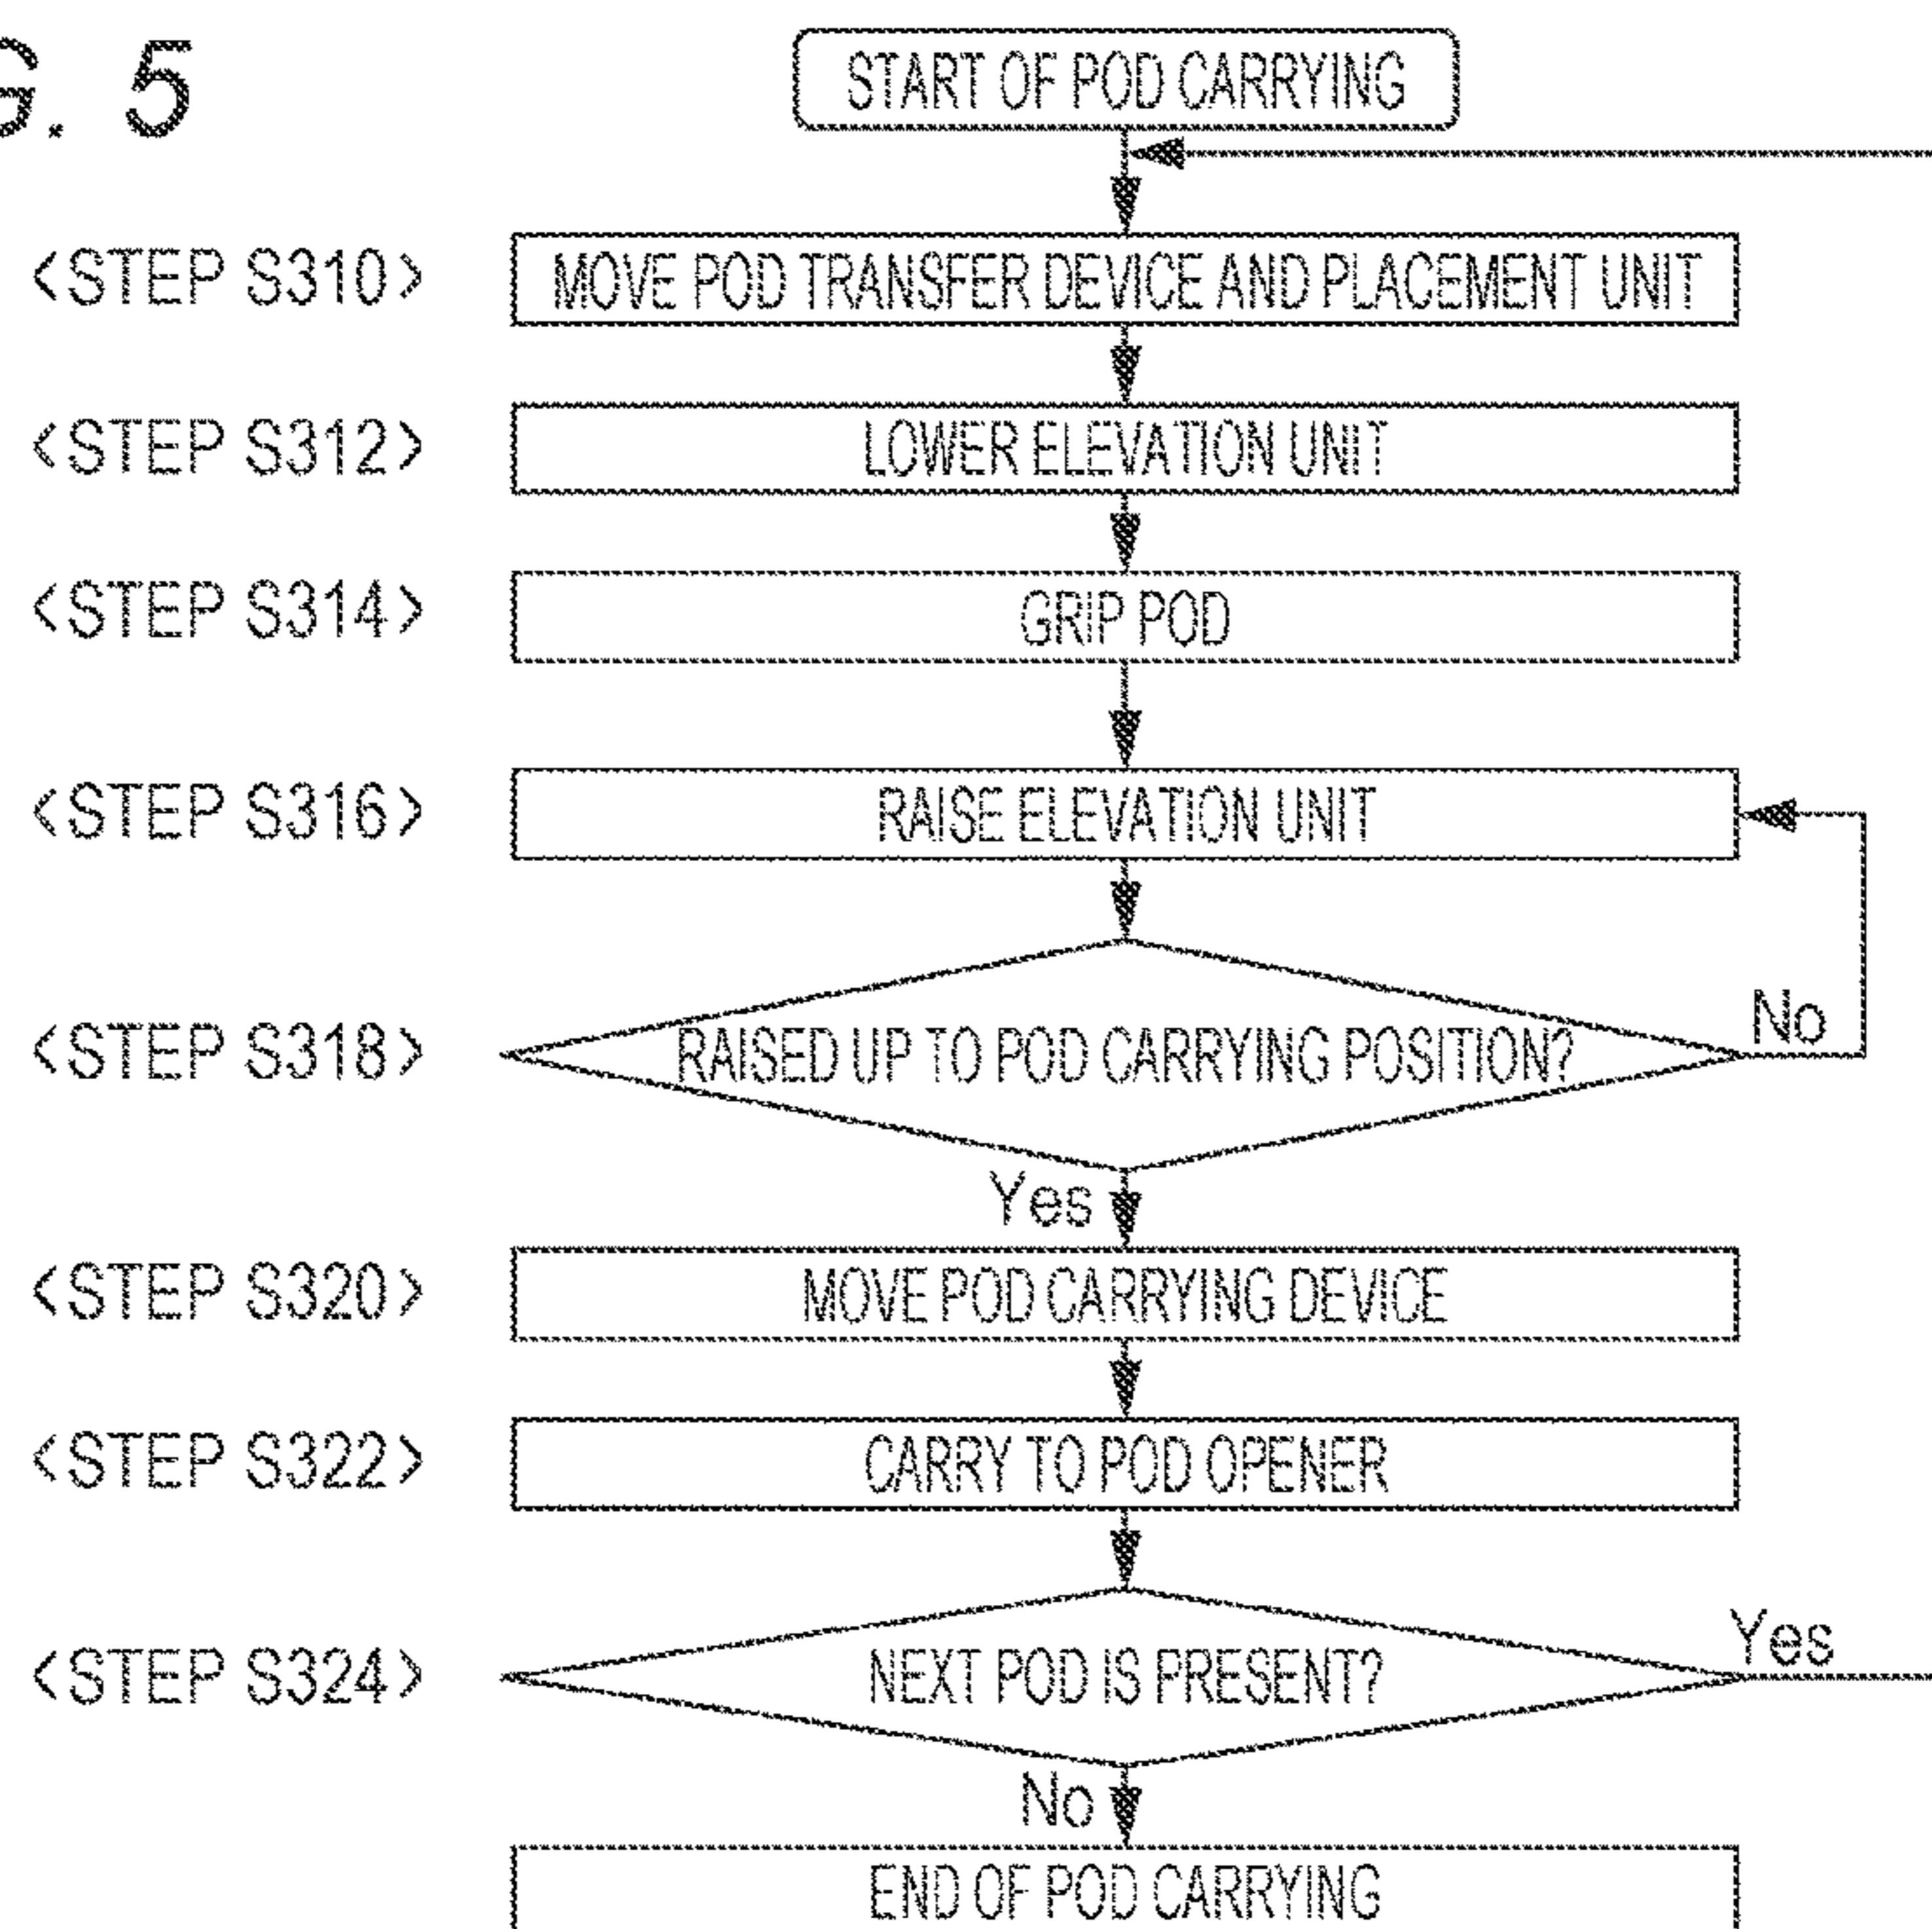 G. 5
START OF POD CARRYING
<STEP S310> MOVE POD TRANSFER DEVICE AND PLACEMENT UNIT
<STEP S312> LOWER ELEVATION UNIT
<STEP S314> GRIP POD
<STEP S316> RAISE ELEVATION UNIT
<STEP S318> RAISED UP TO POD CARRYING POSITION? No
Yes
<STEP S320> MOVE POD CARRYING DEVICE
<STEP S322> CARRY TO POD OPENER
<STEP S324> NEXT POD IS PRESENT? Yes
No
END OF POD CARRYING